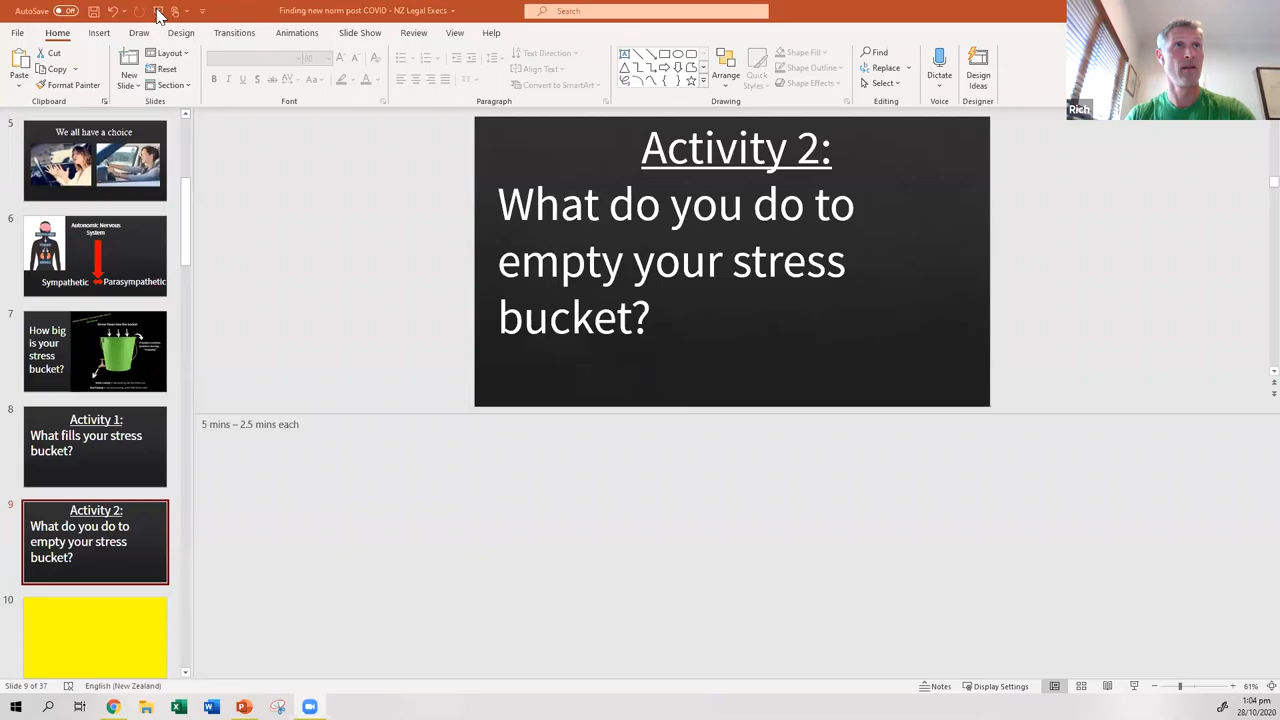 AutoSave Off
Finding new norm post COVID - NZ Legal Execs
Search
File Home Insert Draw Design Transitions Animations Slide Show Review View Help
Paste
Cut
Copy
Format Painter
Clipboard
New Slide
Layout
Reset
Section
Slides
B I U S
Aa
Font
Text Direction
Align Text
Convert to SmartArt
Paragraph
Arrange
Quick Styles
Shape Fill
Shape Outline
Shape Effects
Drawing
Find
Replace
Select
Editing
Dictate
Voice
Design Ideas
Designer
Rich
5
We all have a choice
6
Autonomic Nervous
System
Sympathetic
Parasympathetic
7
How big
is your
stress
bucket?
8
Activity 1:
What fills your stress
bucket?
9
Activity 2:
What do you do to
empty your stress
bucket?
10
Activity 2:
What do you do to
empty your stress
bucket?
5 mins – 2.5 mins each
Slide 9 of 37
English (New Zealand)
Notes
Display Settings
61%
1:04 pm
28/10/2020